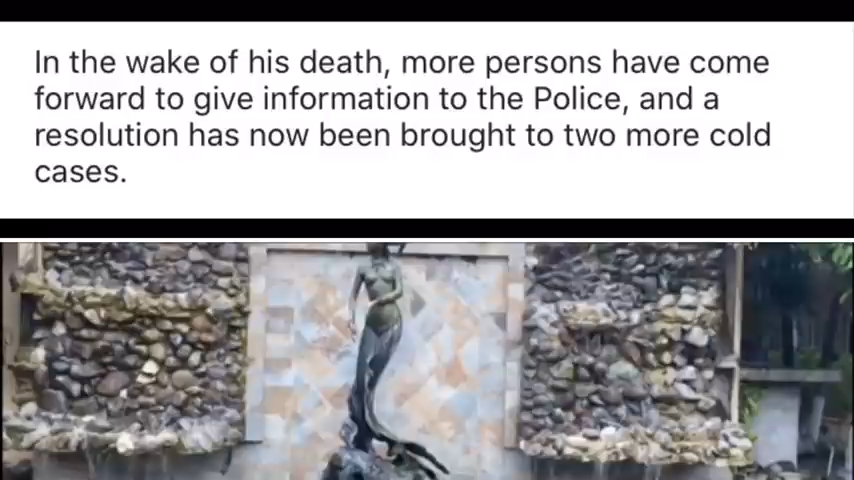 In the wake of his death, more persons have come
forward to give information to the Police, and a
resolution has now been brought to two more cold
cases.